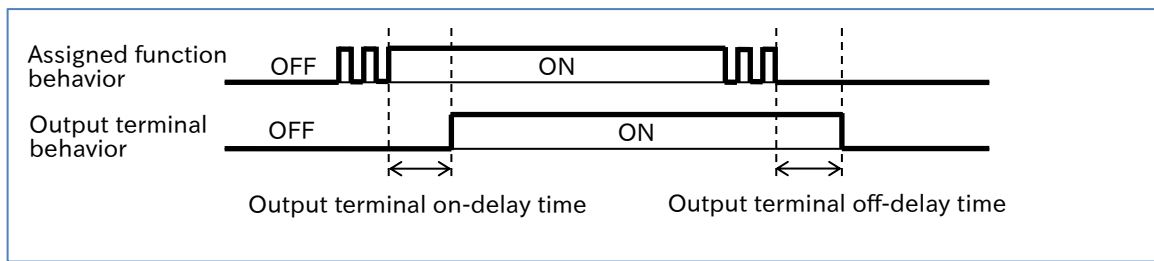 Assigned function
behavior
OFF
ON
Output terminal
behavior
OFF
ON
Output terminal on-delay time
Output terminal off-delay time